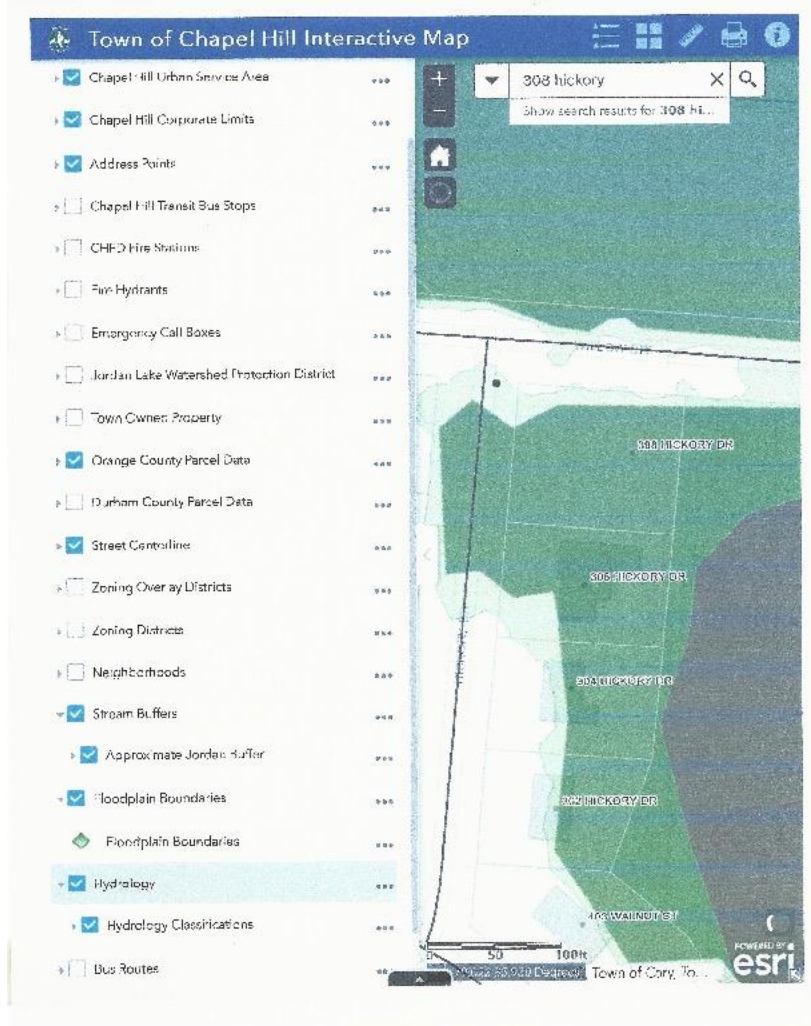 Town of Chapel Hill Interactive Map
Chapel Hill Urban Service Area
Chapel Hill Corporate Limits
Address Points
Chapel Hill Transit Bus Stops
CHFD Fire Stations
Fire Hydrants
Emergency Call Boxes
Jordan Lake Watershed Protection District
Town Owned Property
Orange County Parcel Data
Durham County Parcel Data
Street Centerline
Zoning Overlay Districts
Zoning Districts
Neighborhoods
Stream Buffers
Approximate Jordan Buffer
Floodplain Boundaries
Floodplain Boundaries
Hydrology
Hydrology Classifications
Bus Routes
308 hickory
Show search results for 308 hi...
308 HICKORY DR
306 HICKORY DR
304 HICKORY DR
302 HICKORY DR
403 WALNUT ST
0 50 100ft
Degrees
Town of Cary, To...
POWERED BY
esri